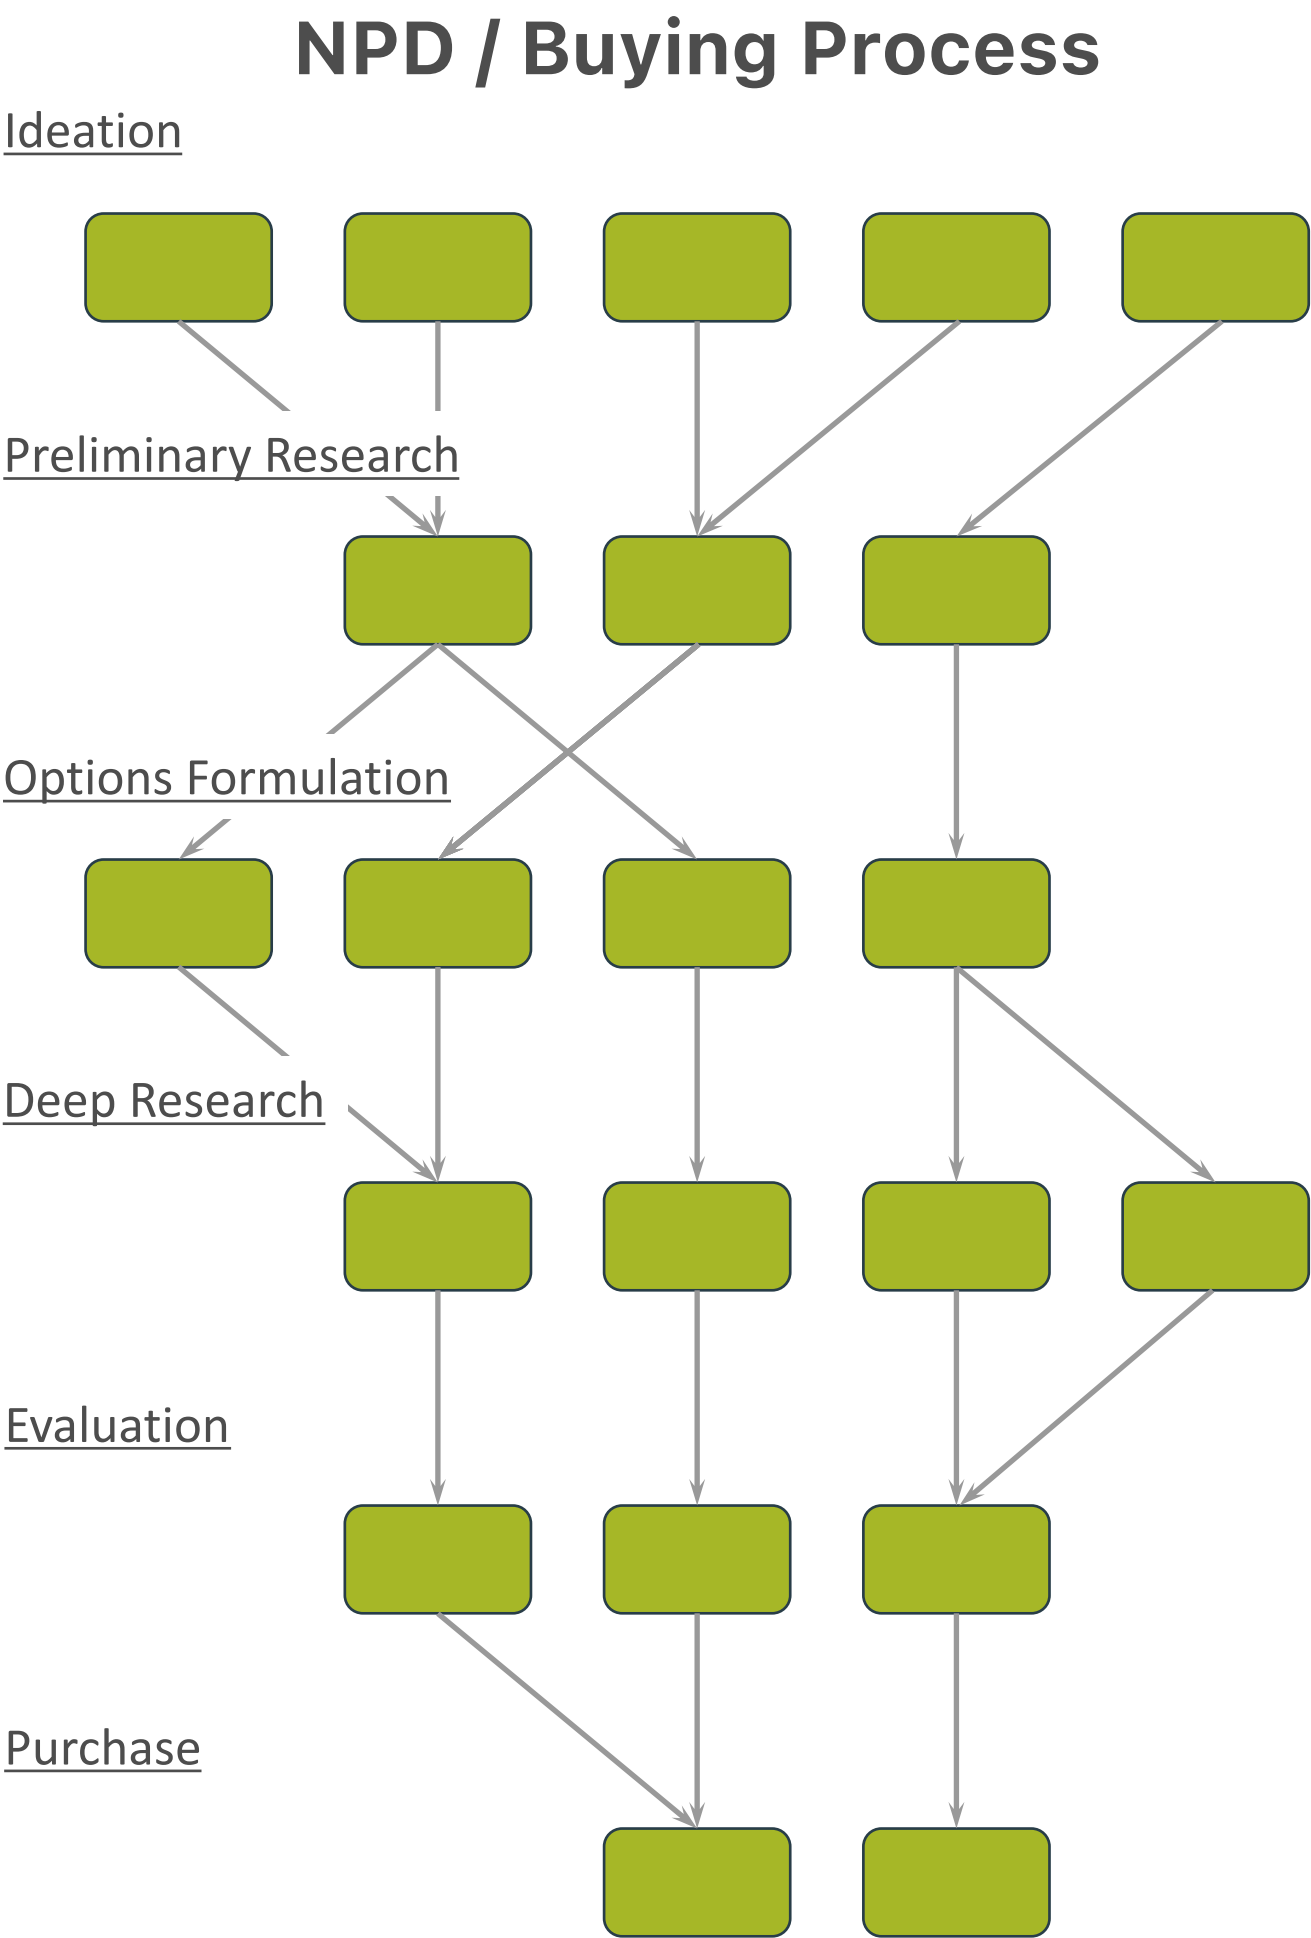 NPD / Buying Process
Ideation
Preliminary Research
Options Formulation
Deep Research
Evaluation
Purchase